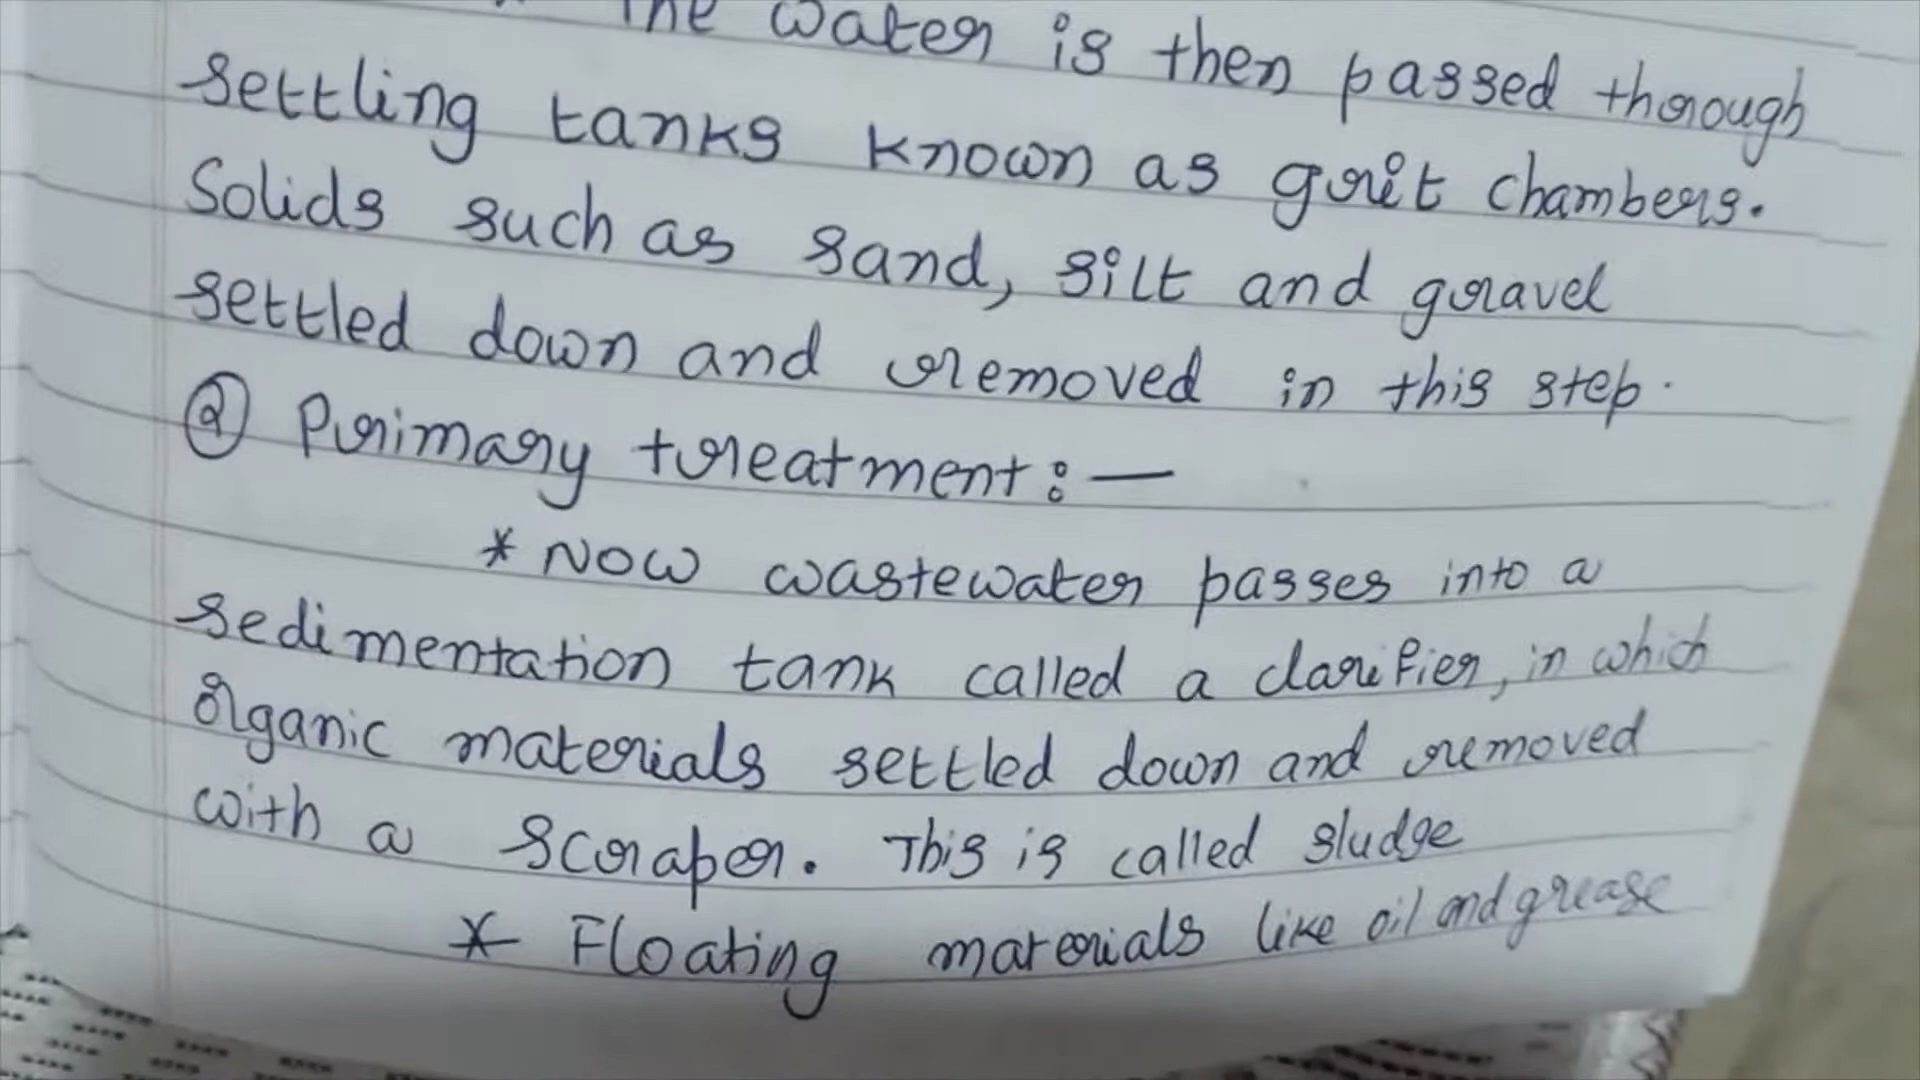 The water is then passed thorough
settling tanks known as grit chambers.
Solids such as sand, silt and gravel
settled down and removed in this step.
② Primary treatment:—
* Now wastewater passes into a
sedimentation tank called a clarifier, in which
organic materials settled down and removed
with a scraper. This is called sludge
* Floating materials like oil and grease